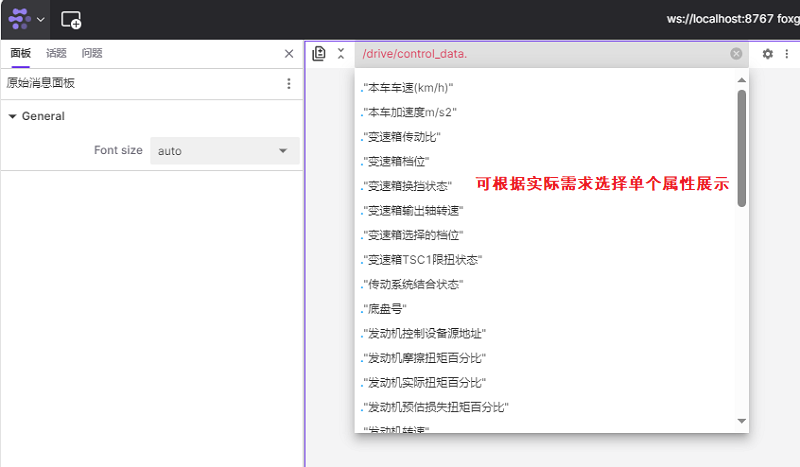 ws://localhost:8767 foxg
面板 话题 问题
原始消息面板
General
Font size auto
/drive/control_data.
."本车车速(km/h)"
."本车加速度m/s2"
."变速箱传动比"
."变速箱档位"
."变速箱换挡状态"
可根据实际需求选择单个属性展示
."变速箱输出轴转速"
."变速箱选择的档位"
."变速箱TSC1限扭状态"
."传动系统结合状态"
."底盘号"
."发动机控制设备源地址"
."发动机摩擦扭矩百分比"
."发动机实际扭矩百分比"
."发动机预估损失扭矩百分比"
."发动机转速"